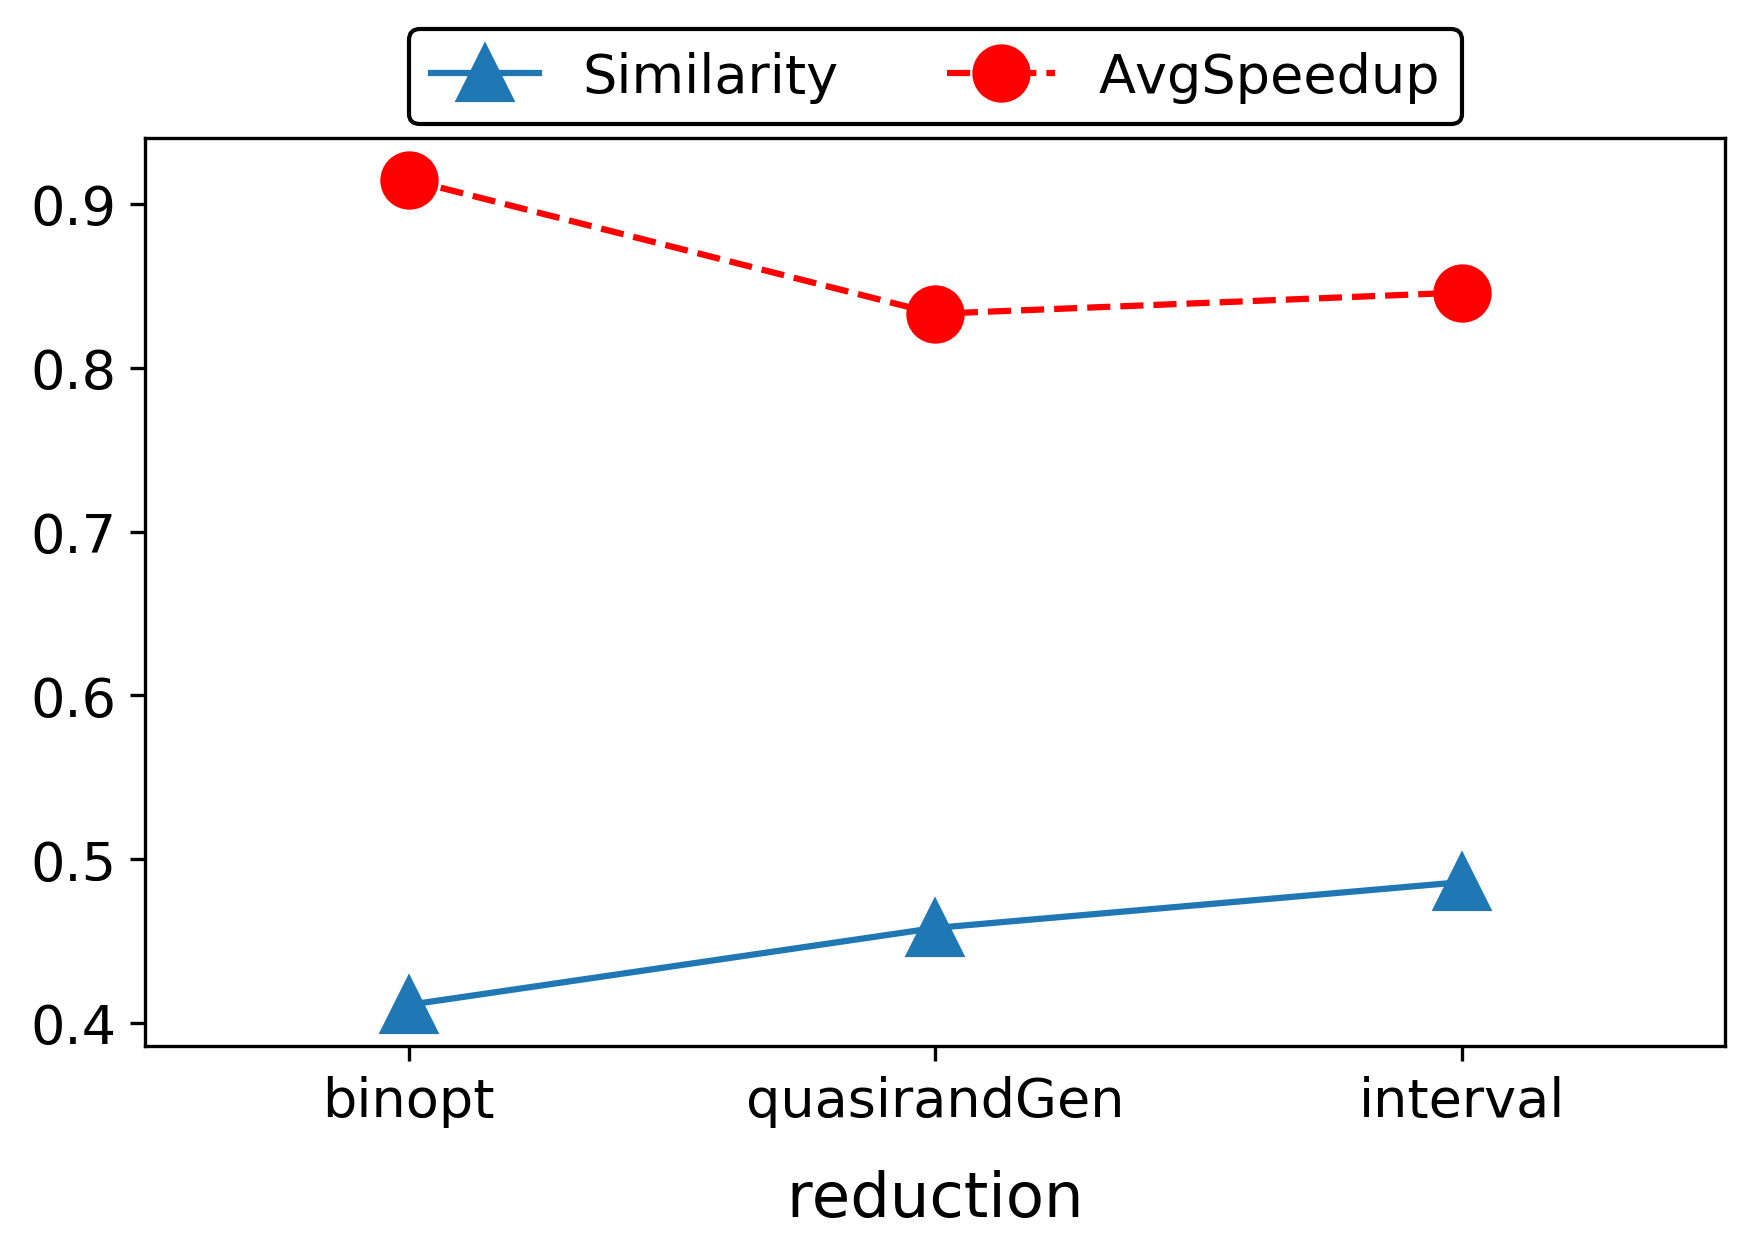 Similarity AvgSpeedup
0.9
0.8
0.7
0.6
0.5
0.4
binopt quasirandGen interval
reduction